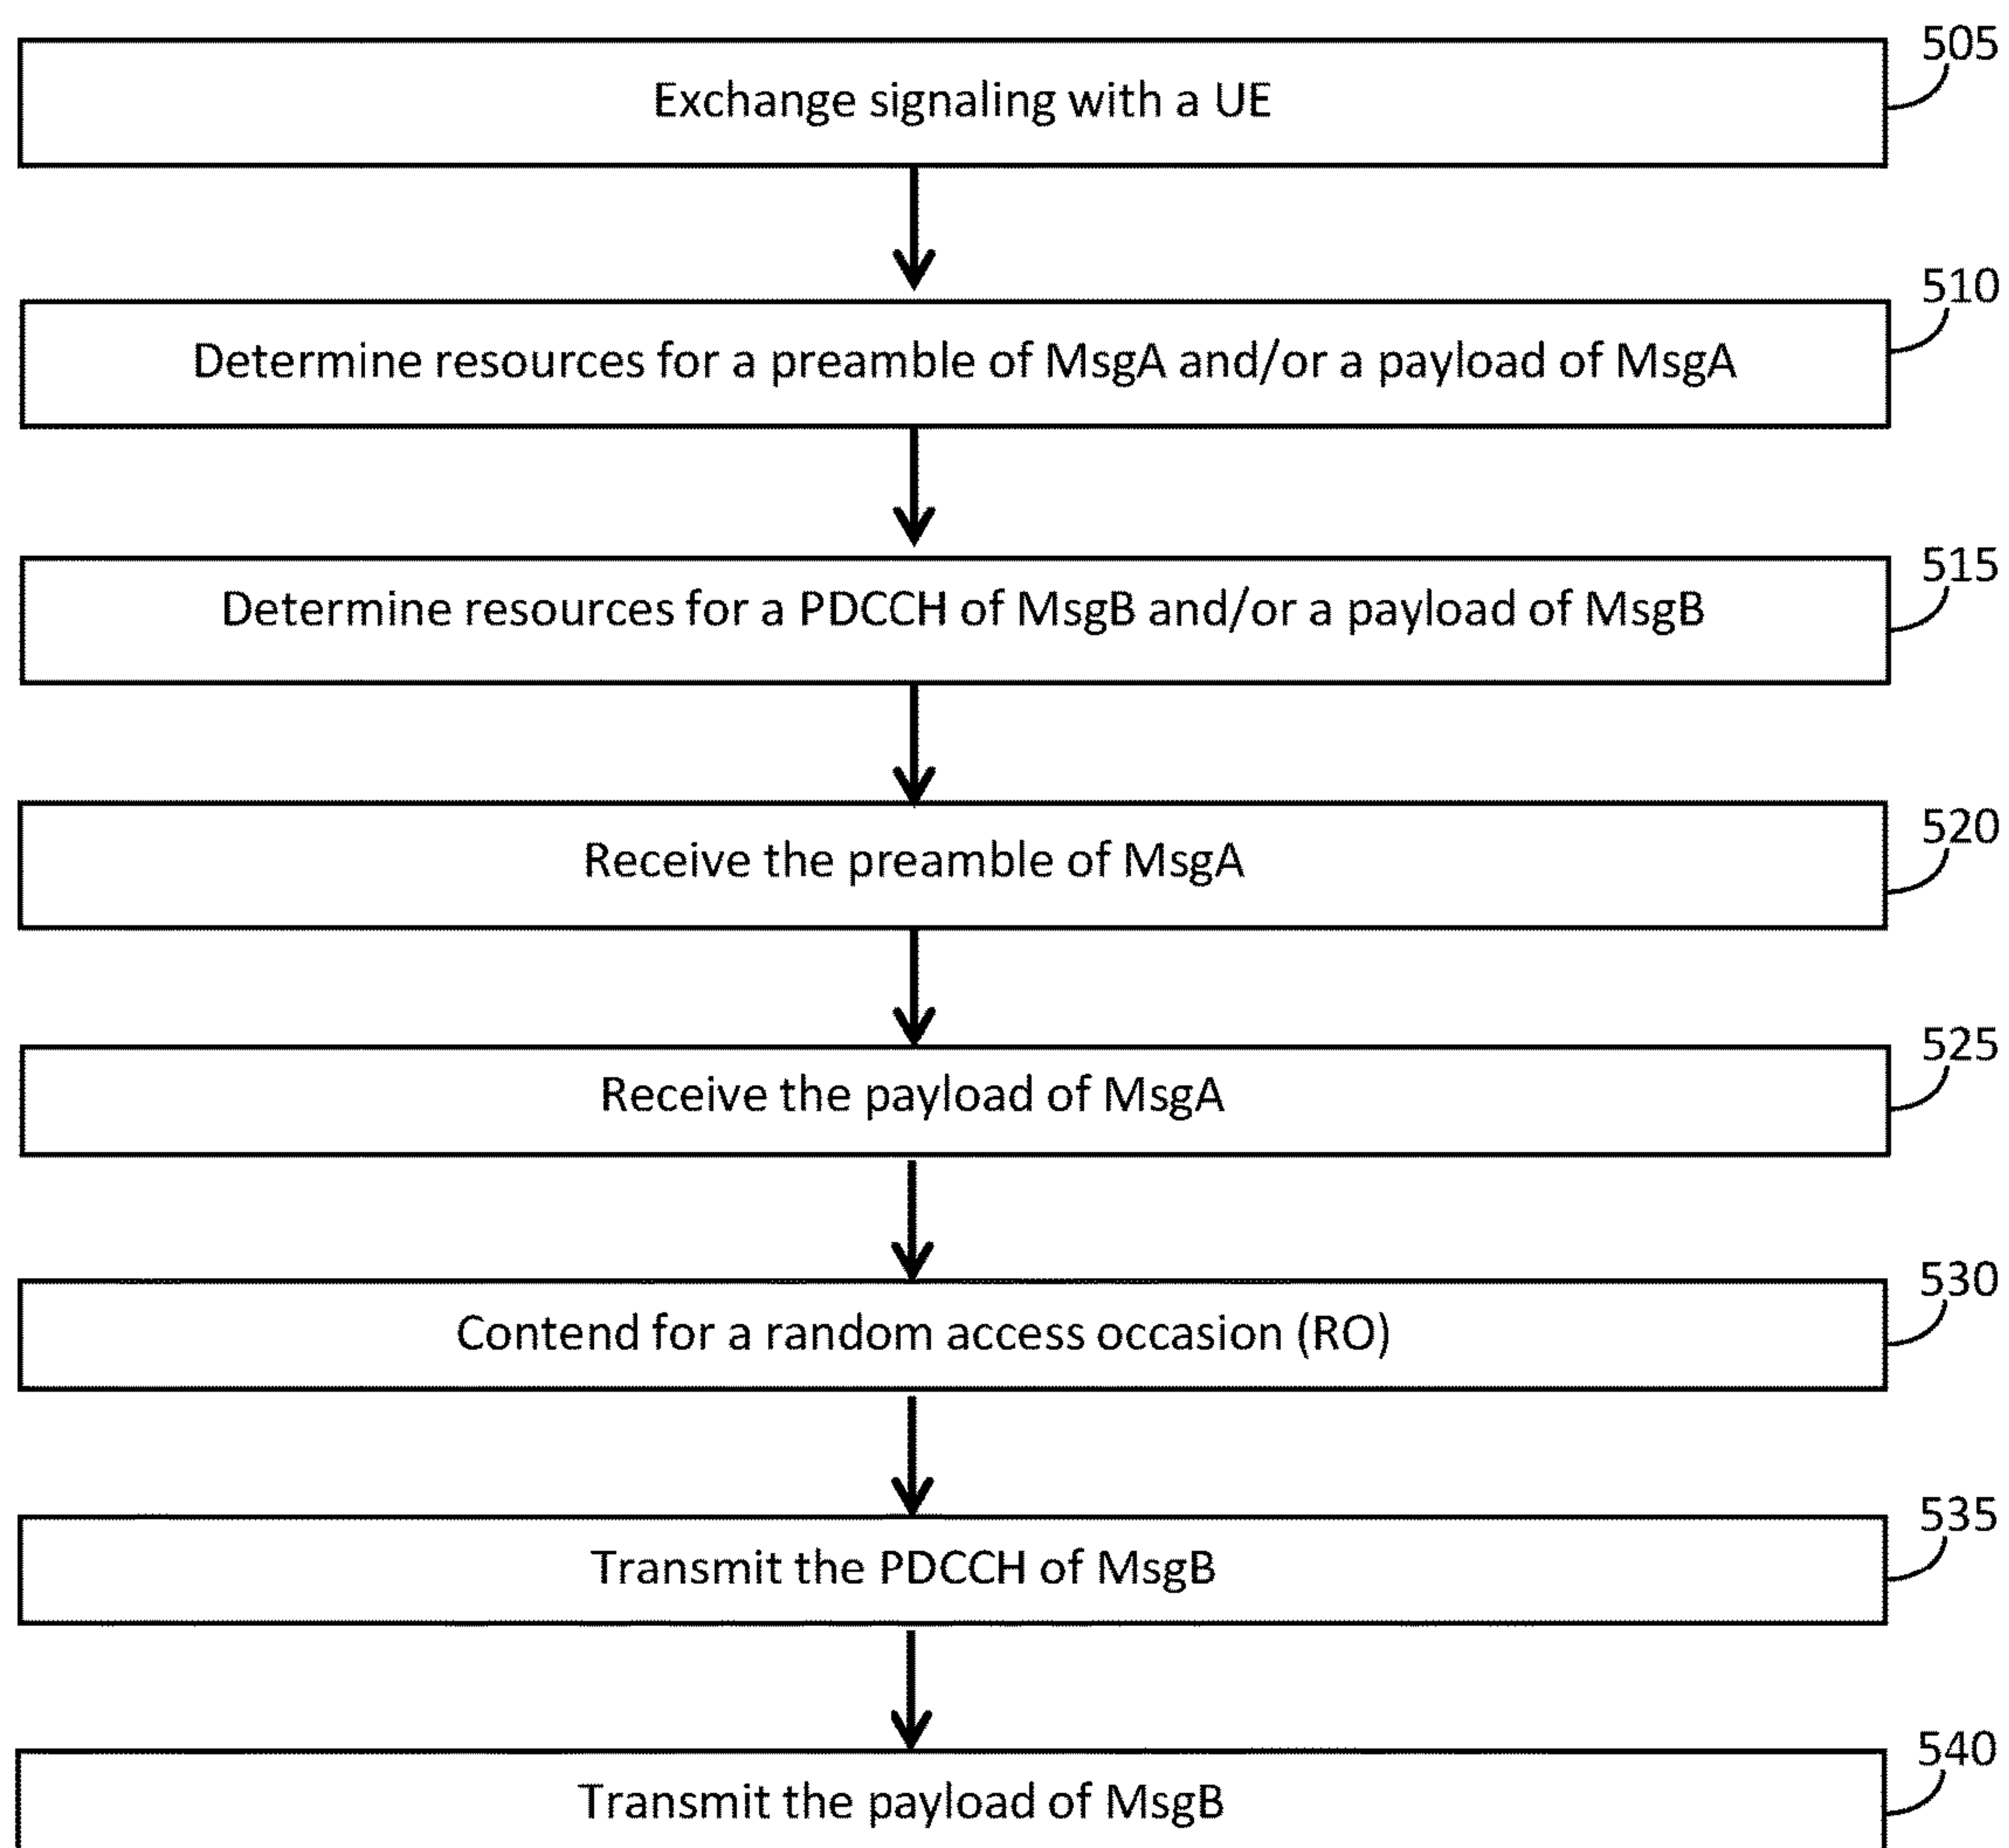 505
Exchange signaling with a UE
510
Determine resources for a preamble of MsgA and/or a payload of MsgA
515
Determine resources for a PDCCH of MsgB and/or a payload of MsgB
520
Receive the preamble of MsgA
525
Receive the payload of MsgA
530
Contend for a random access occasion (RO)
535
Transmit the PDCCH of MsgB
540
Transmit the payload of MsgB